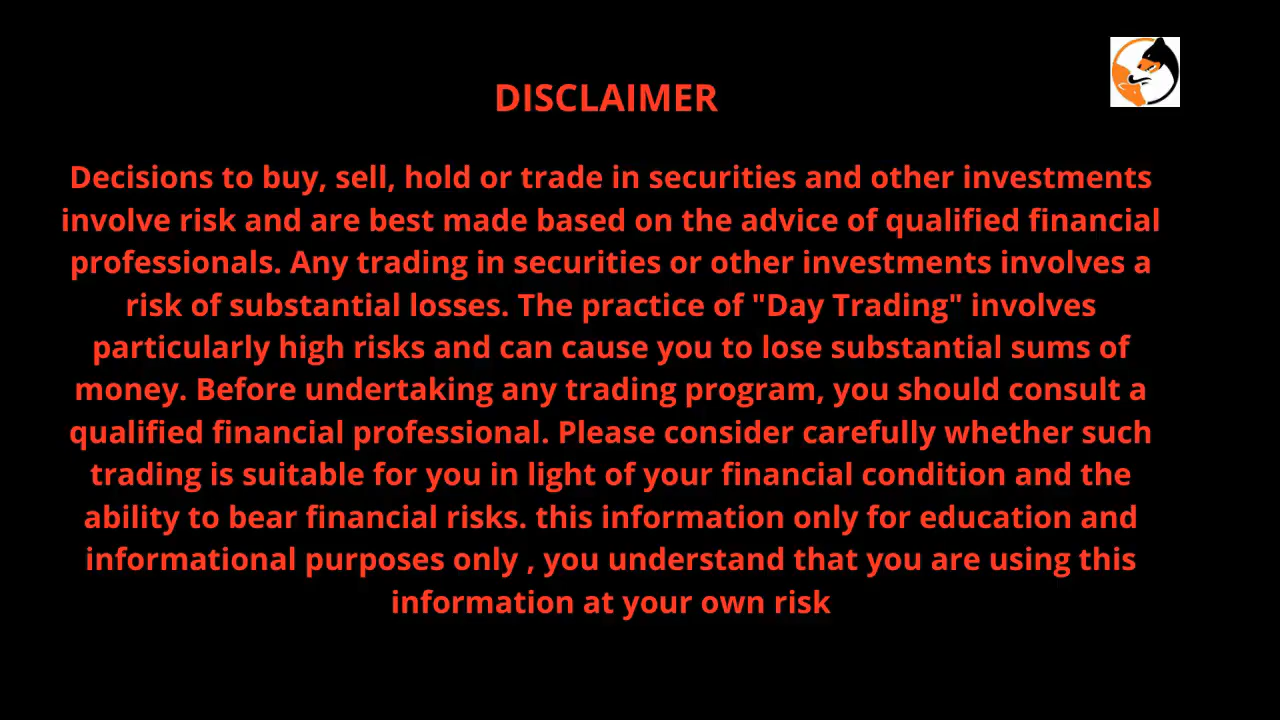 DISCLAIMER
Decisions to buy, sell, hold or trade in securities and other investments
involve risk and are best made based on the advice of qualified financial
professionals. Any trading in securities or other investments involves a
risk of substantial losses. The practice of "Day Trading" involves
particularly high risks and can cause you to lose substantial sums of
money. Before undertaking any trading program, you should consult a
qualified financial professional. Please consider carefully whether such
trading is suitable for you in light of your financial condition and the
ability to bear financial risks. this information only for education and
informational purposes only , you understand that you are using this
information at your own risk